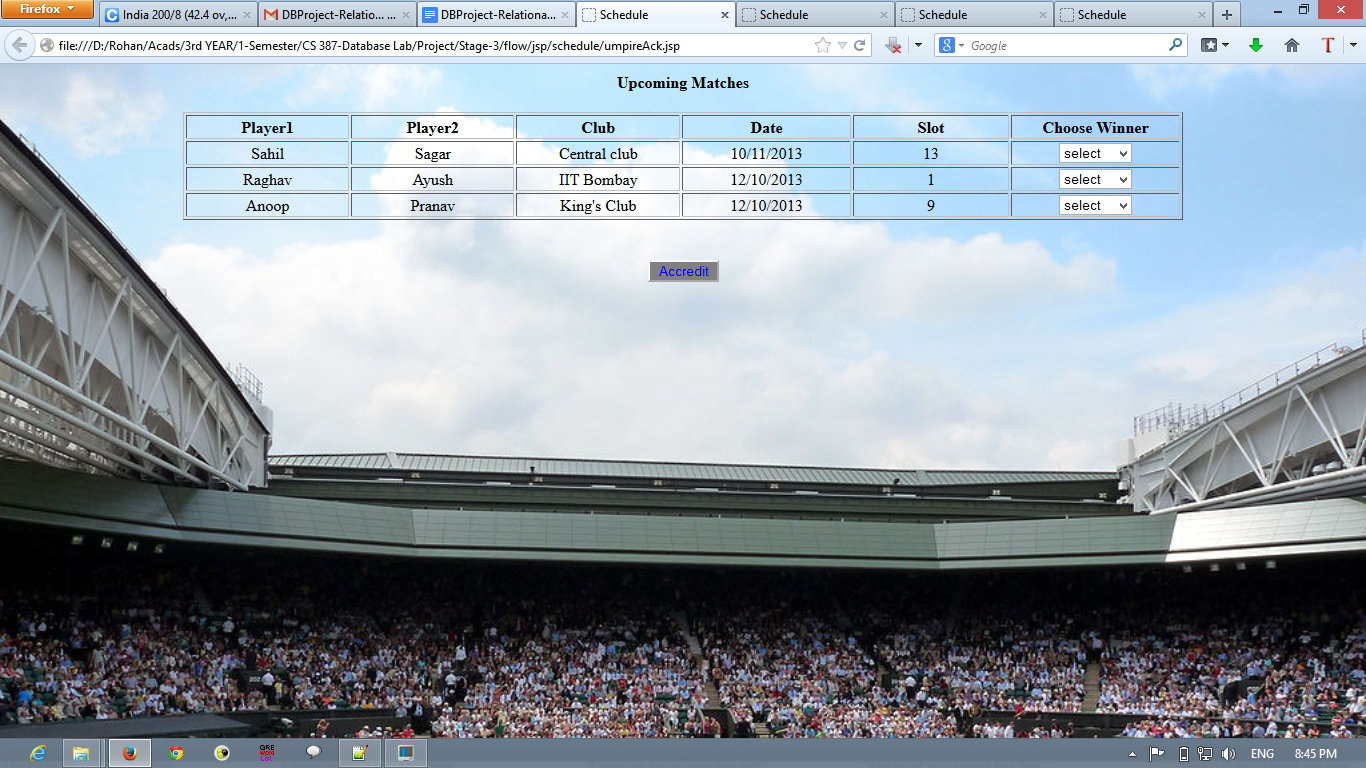 Firefox
India 200/8 (42.4 ov,...
DBProject-Relatio... ...
DBProject-Relationa...
Schedule
Schedule
Schedule
Schedule
file:///D:/Rohan/Acads/3rd YEAR/1-Semester/CS 387-Database Lab/Project/Stage-3/flow/jsp/schedule/umpireAck.jsp
Google
Upcoming Matches
Player1 Player2 Club Date Slot Choose Winner
Sahil Sagar Central club 10/11/2013 13 select
Raghav Ayush IIT Bombay 12/10/2013 1 select
Anoop Pranav King's Club 12/10/2013 9 select
Accredit
GRE
ENG 8:45 PM